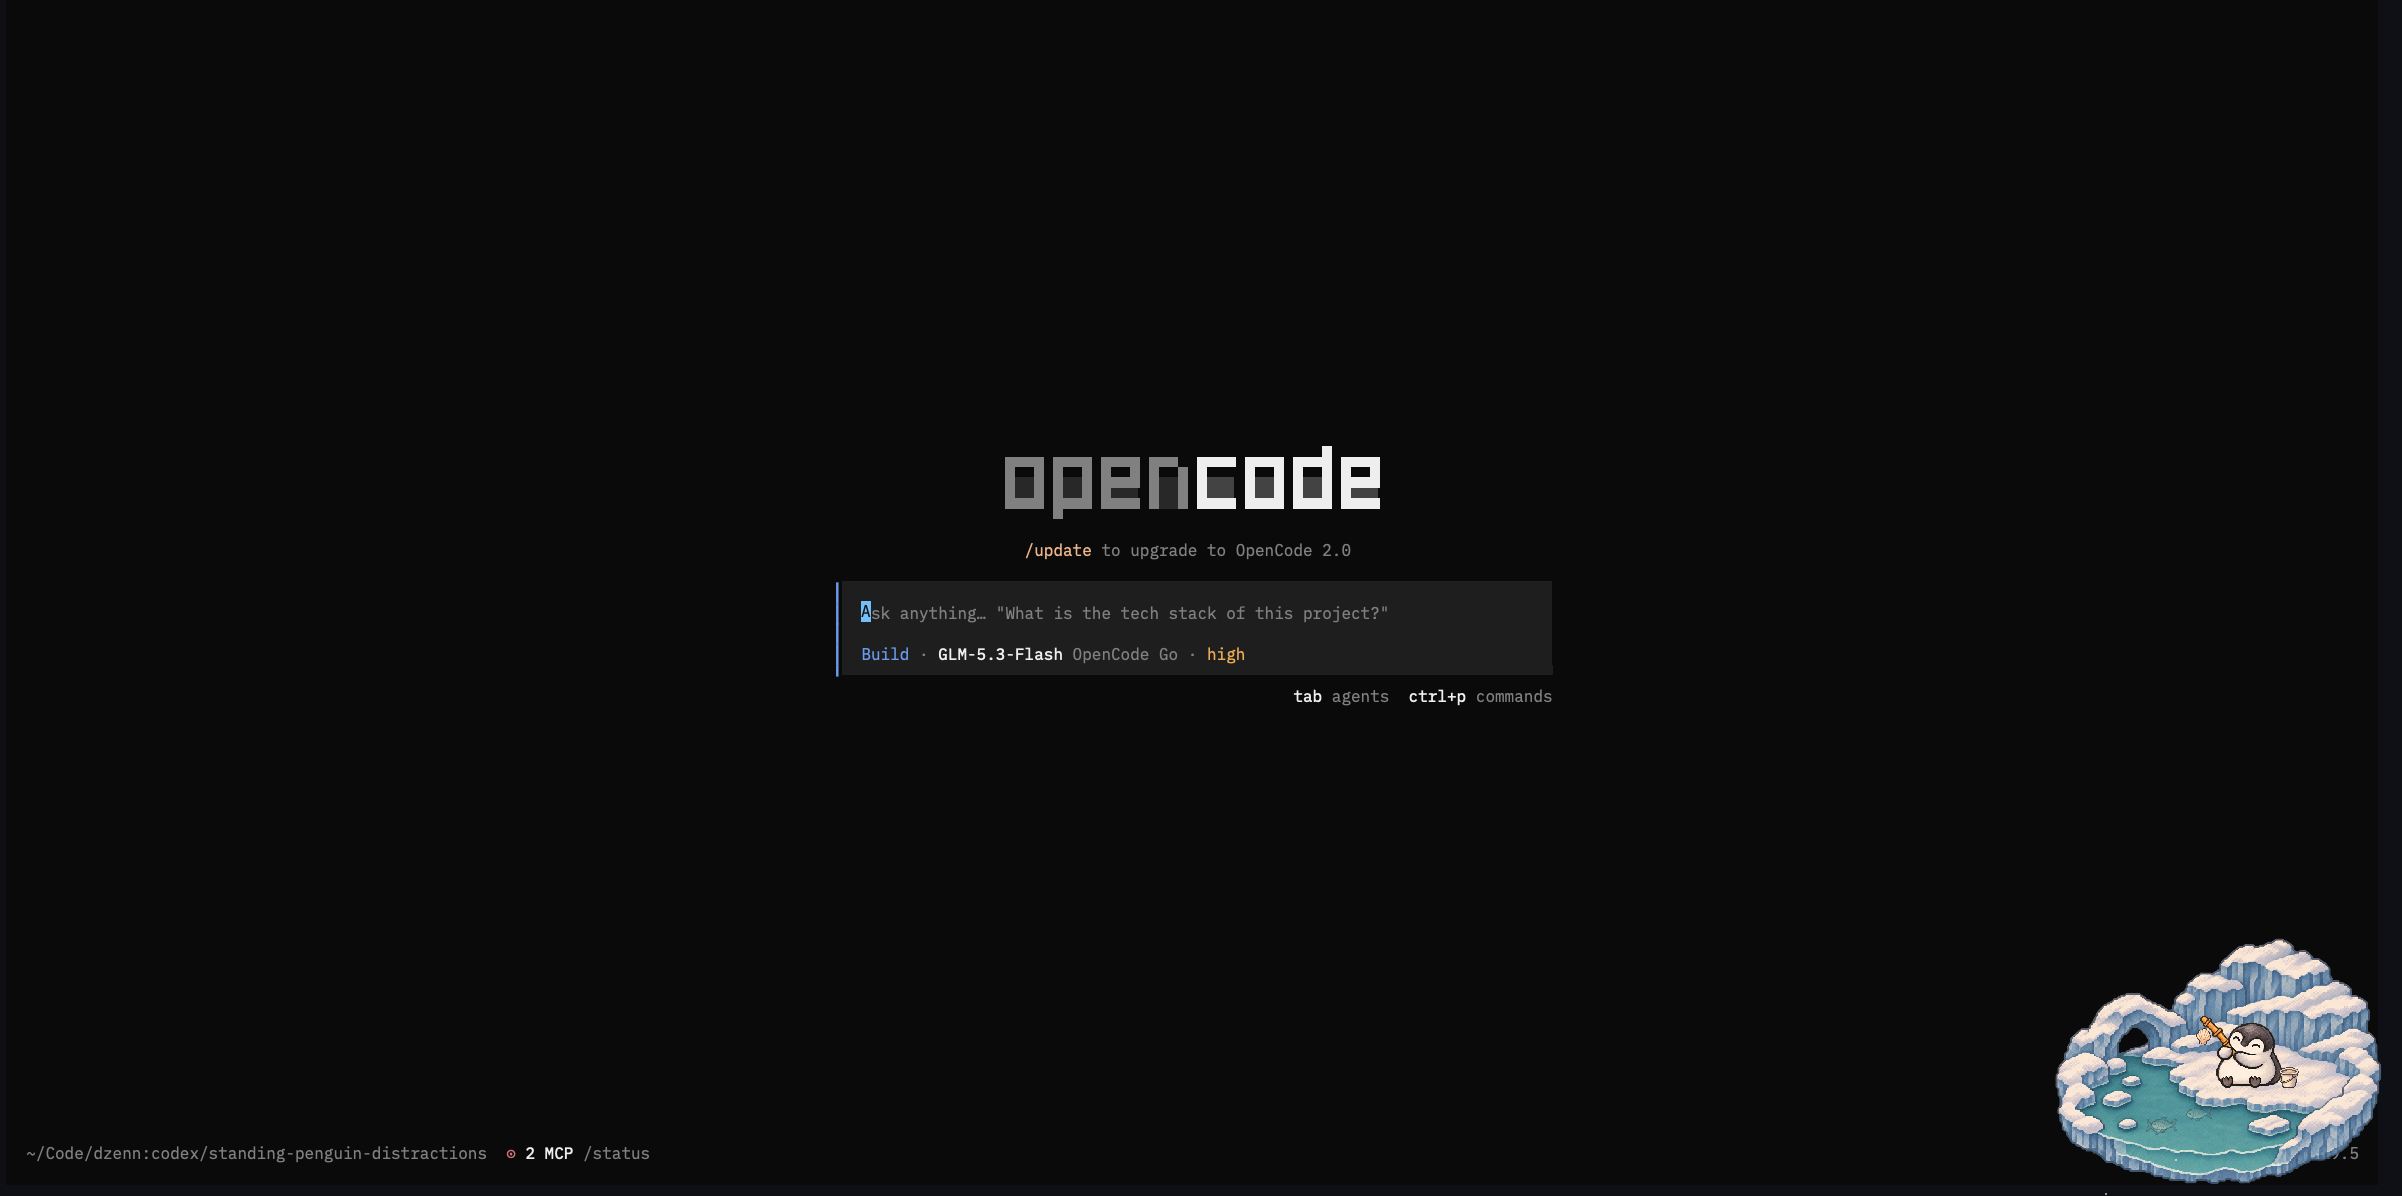 opencode
/update to upgrade to OpenCode 2.0
Ask anything… "What is the tech stack of this project?"
Build · GLM-5.3-Flash OpenCode Go · high
tab agents ctrl+p commands
~/Code/dzenn:codex/standing-penguin-distractions ⊙ 2 MCP /status